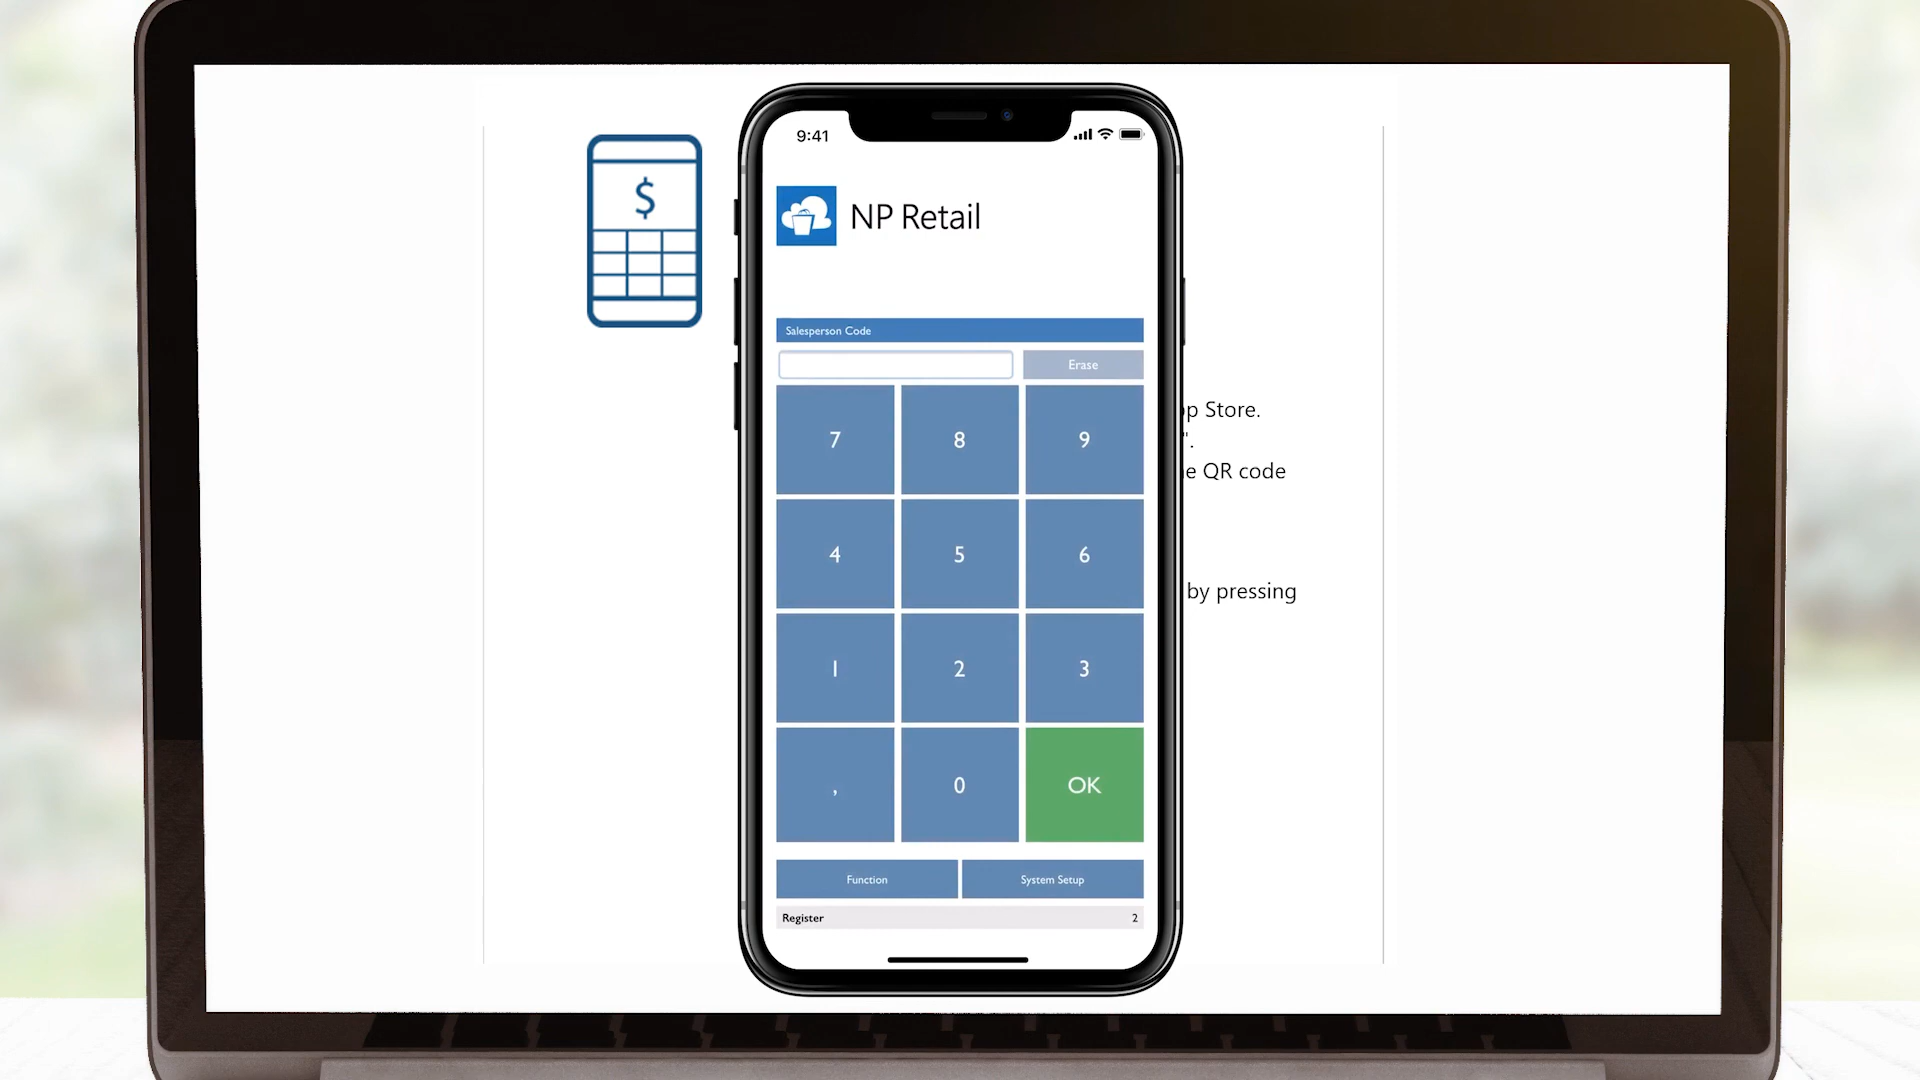 9:41
$
NP Retail
Salesperson Code
Erase
7 8 9
4 5 6
1 2 3
, 0 OK
Function System Setup
Register 2
Store.
QR code
by pressing